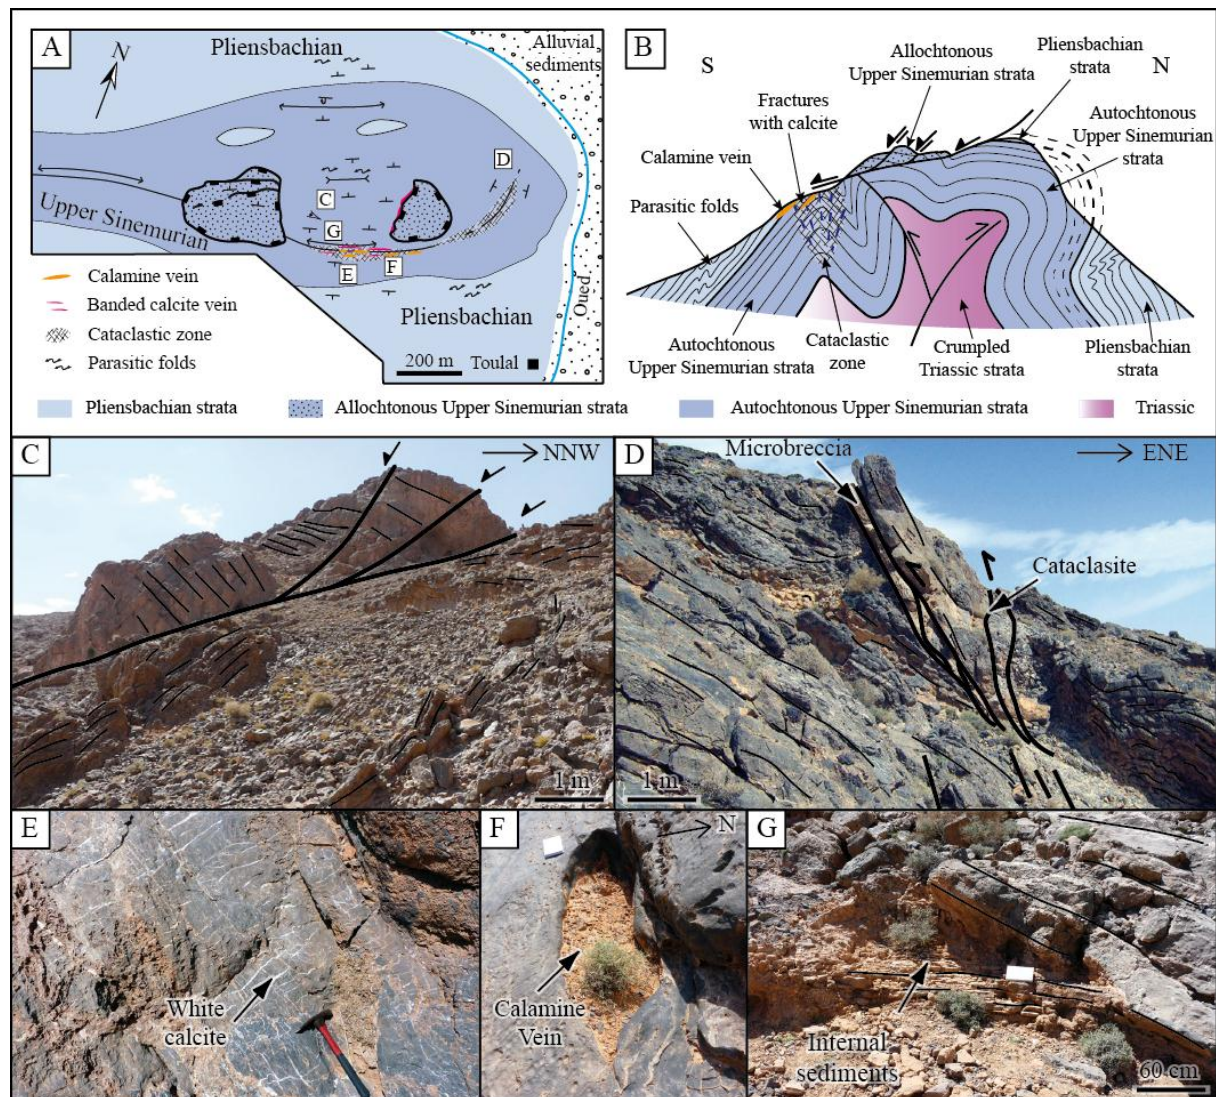 A
N
Pliensbachian
Alluvial
sediments
D
C
G
Upper Sinemurian
E
F
Calamine vein
Banded calcite vein
Cataclastic zone
Parasitic folds
Pliensbachian
Oued
200 m
Toulal
B
S
N
Allochtonous
Upper Sinemurian strata
Pliensbachian
strata
Fractures
with calcite
Autochtonous
Upper Sinemurian
strata
Calamine vein
Parasitic folds
Autochtonous
Upper Sinemurian strata
Cataclastic
zone
Crumpled
Triassic strata
Pliensbachian
strata
Pliensbachian strata
Allochtonous Upper Sinemurian strata
Autochtonous Upper Sinemurian strata
Triassic
C
NNW
1 m
D
Microbreccia
ENE
Cataclasite
1 m
E
White
calcite
F
N
Calamine
Vein
G
Internal
sediments
60 cm